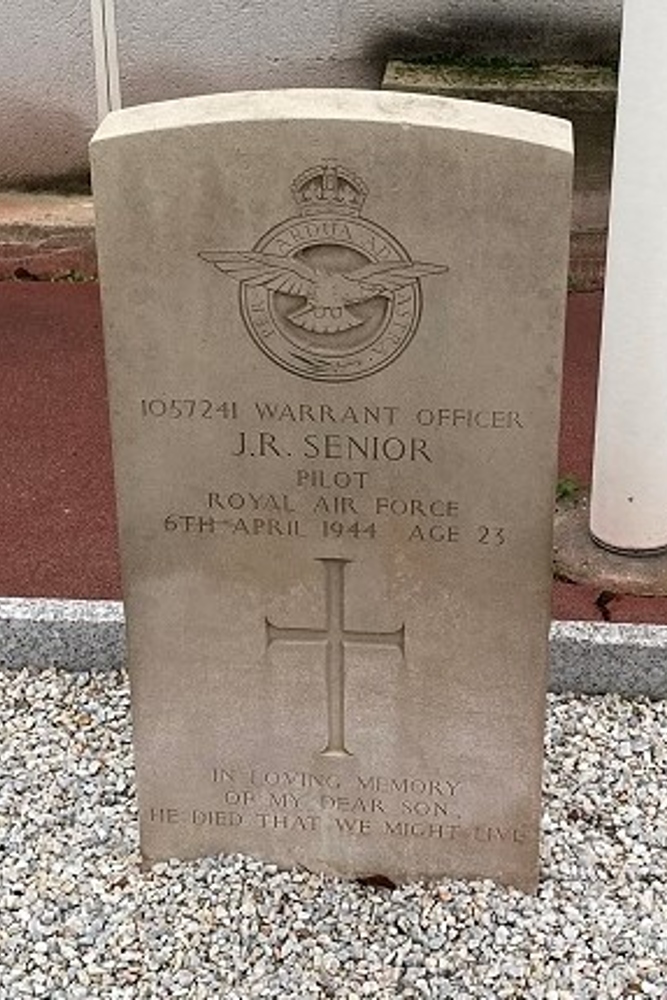 PER ARDUA AD ASTRA
1057241 WARRANT OFFICER
J.R. SENIOR
PILOT
ROYAL AIR FORCE
6TH APRIL 1944 AGE 23
IN LOVING MEMORY
OF MY DEAR SON,
HE DIED THAT WE MIGHT LIVE